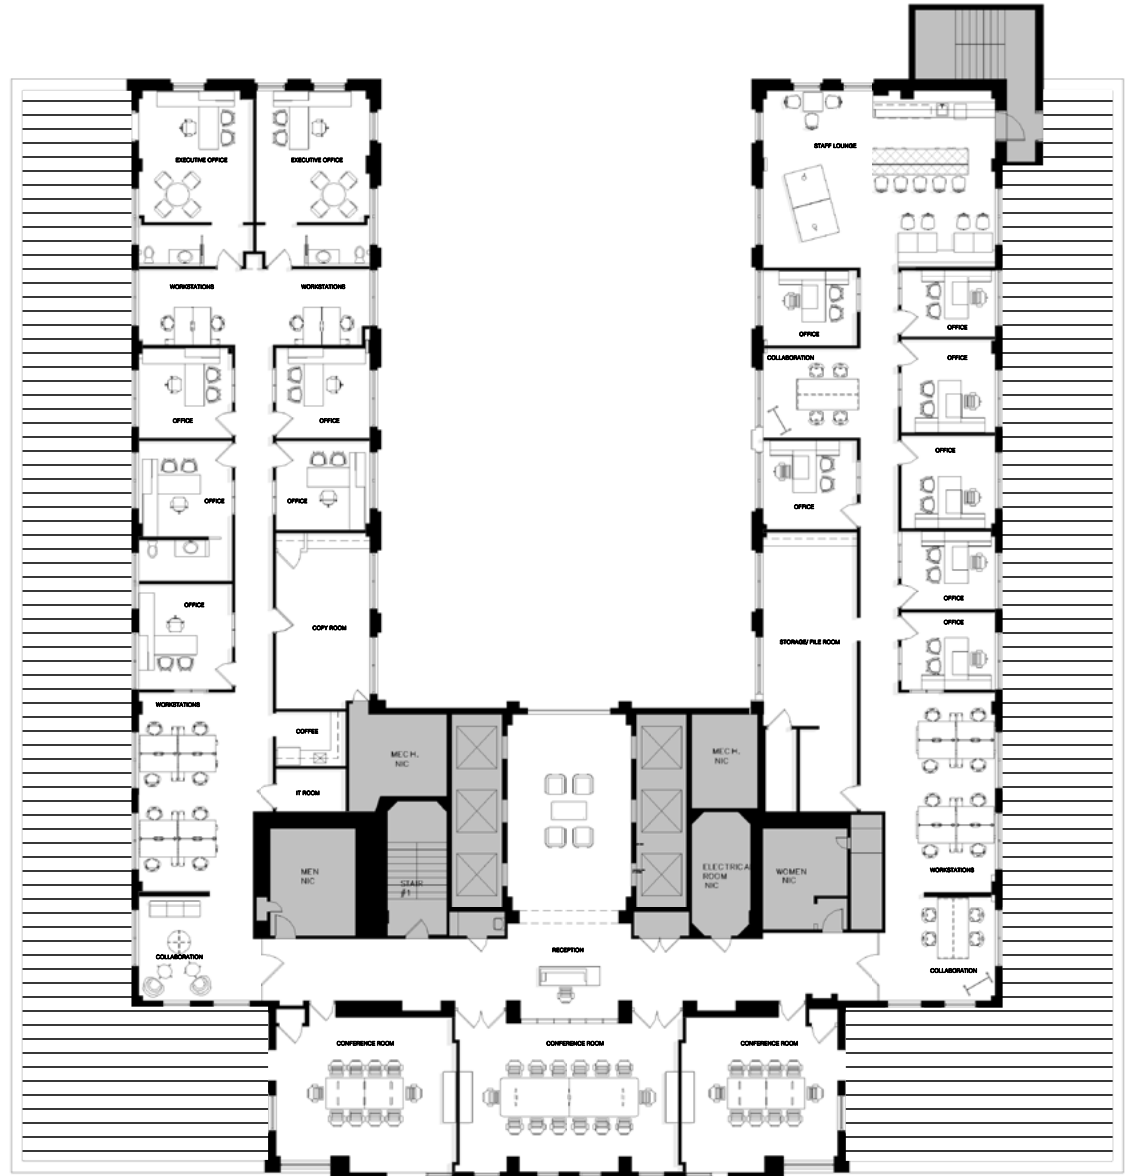 STAFF LOUNGE
EXECUTIVE OFFICE
EXECUTIVE OFFICE
WORKSTATIONS
WORKSTATIONS
OFFICE
OFFICE
COLLABORATION
OFFICE
OFFICE
OFFICE
OFFICE
OFFICE
OFFICE
OFFICE
OFFICE
OFFICE
OFFICE
COPY ROOM
STORAGE/ FILE ROOM
WORKSTATIONS
COFFEE
MECH.
NIC
MECH.
NIC
IT ROOM
MEN
NIC
STAIR
#1
ELECTRICAL
ROOM
NIC
WOMEN
NIC
WORKSTATIONS
RECEPTION
COLLABORATION
COLLABORATION
CONFERENCE ROOM
CONFERENCE ROOM
CONFERENCE ROOM